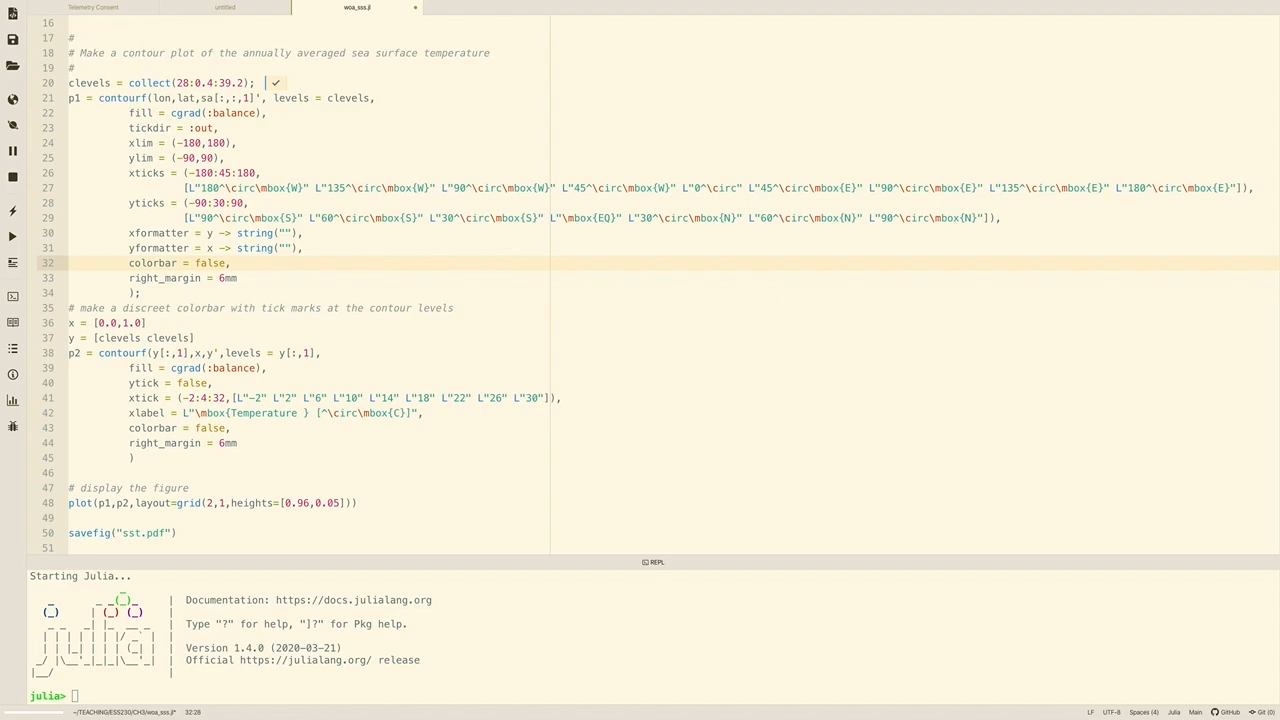 Telemetry Consent untitled woa_sss.jl
16
17 #
18 # Make a contour plot of the annually averaged sea surface temperature
19 #
20 clevels = collect(28:0.4:39.2); ✓
21 p1 = contourf(lon,lat,sa[:,:,1]', levels = clevels,
22 fill = cgrad(:balance),
23 tickdir = :out,
24 xlim = (-180,180),
25 ylim = (-90,90),
26 xticks = (-180:45:180,
27 [L"180^\circ\mbox{W}" L"135^\circ\mbox{W}" L"90^\circ\mbox{W}" L"45^\circ\mbox{W}" L"0^\circ" L"45^\circ\mbox{E}" L"90^\circ\mbox{E}" L"135^\circ\mbox{E}" L"180^\circ\mbox{E}"]),
28 yticks = (-90:30:90,
29 [L"90^\circ\mbox{S}" L"60^\circ\mbox{S}" L"30^\circ\mbox{S}" L"\mbox{EQ}" L"30^\circ\mbox{N}" L"60^\circ\mbox{N}" L"90^\circ\mbox{N}"]),
30 xformatter = y -> string(""),
31 yformatter = x -> string(""),
32 colorbar = false,
33 right_margin = 6mm
34 );
35 # make a discreet colorbar with tick marks at the contour levels
36 x = [0.0,1.0]
37 y = [clevels clevels]
38 p2 = contourf(y[:,1],x,y',levels = y[:,1],
39 fill = cgrad(:balance),
40 ytick = false,
41 xtick = (-2:4:32,[L"-2" L"2" L"6" L"10" L"14" L"18" L"22" L"26" L"30"]),
42 xlabel = L"\mbox{Temperature } [^\circ\mbox{C}]",
43 colorbar = false,
44 right_margin = 6mm
45 )
46
47 # display the figure
48 plot(p1,p2,layout=grid(2,1,heights=[0.96,0.05]))
49
50 savefig("sst.pdf")
51
REPL
Starting Julia...
Documentation: https://docs.julialang.org
Type "?" for help, "]?" for Pkg help.
Version 1.4.0 (2020-03-21)
Official https://julialang.org/ release
julia>
~/TEACHING/ESS230/CH3/woa_sss.jl* 32:28 LF UTF-8 Spaces (4) Julia Main GitHub Git (0)